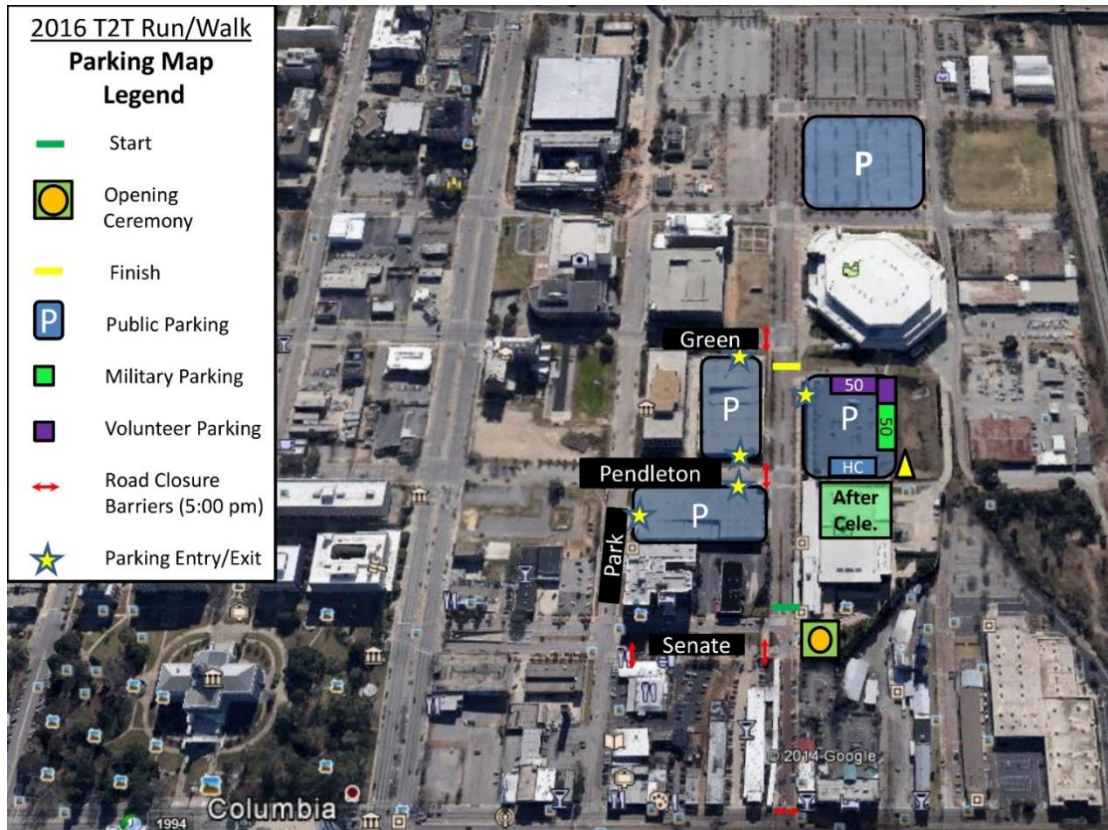 2016 T2T Run/Walk
Parking Map
Legend
Start
Opening
Ceremony
Finish
P
Public Parking
Military Parking
Volunteer Parking
Road Closure
Barriers (5:00 pm)
Parking Entry/Exit
P
Green
50
P
P
50
HC
Pendleton
P
After
Cele.
Park
Senate
© 2014 Google
Columbia
1994